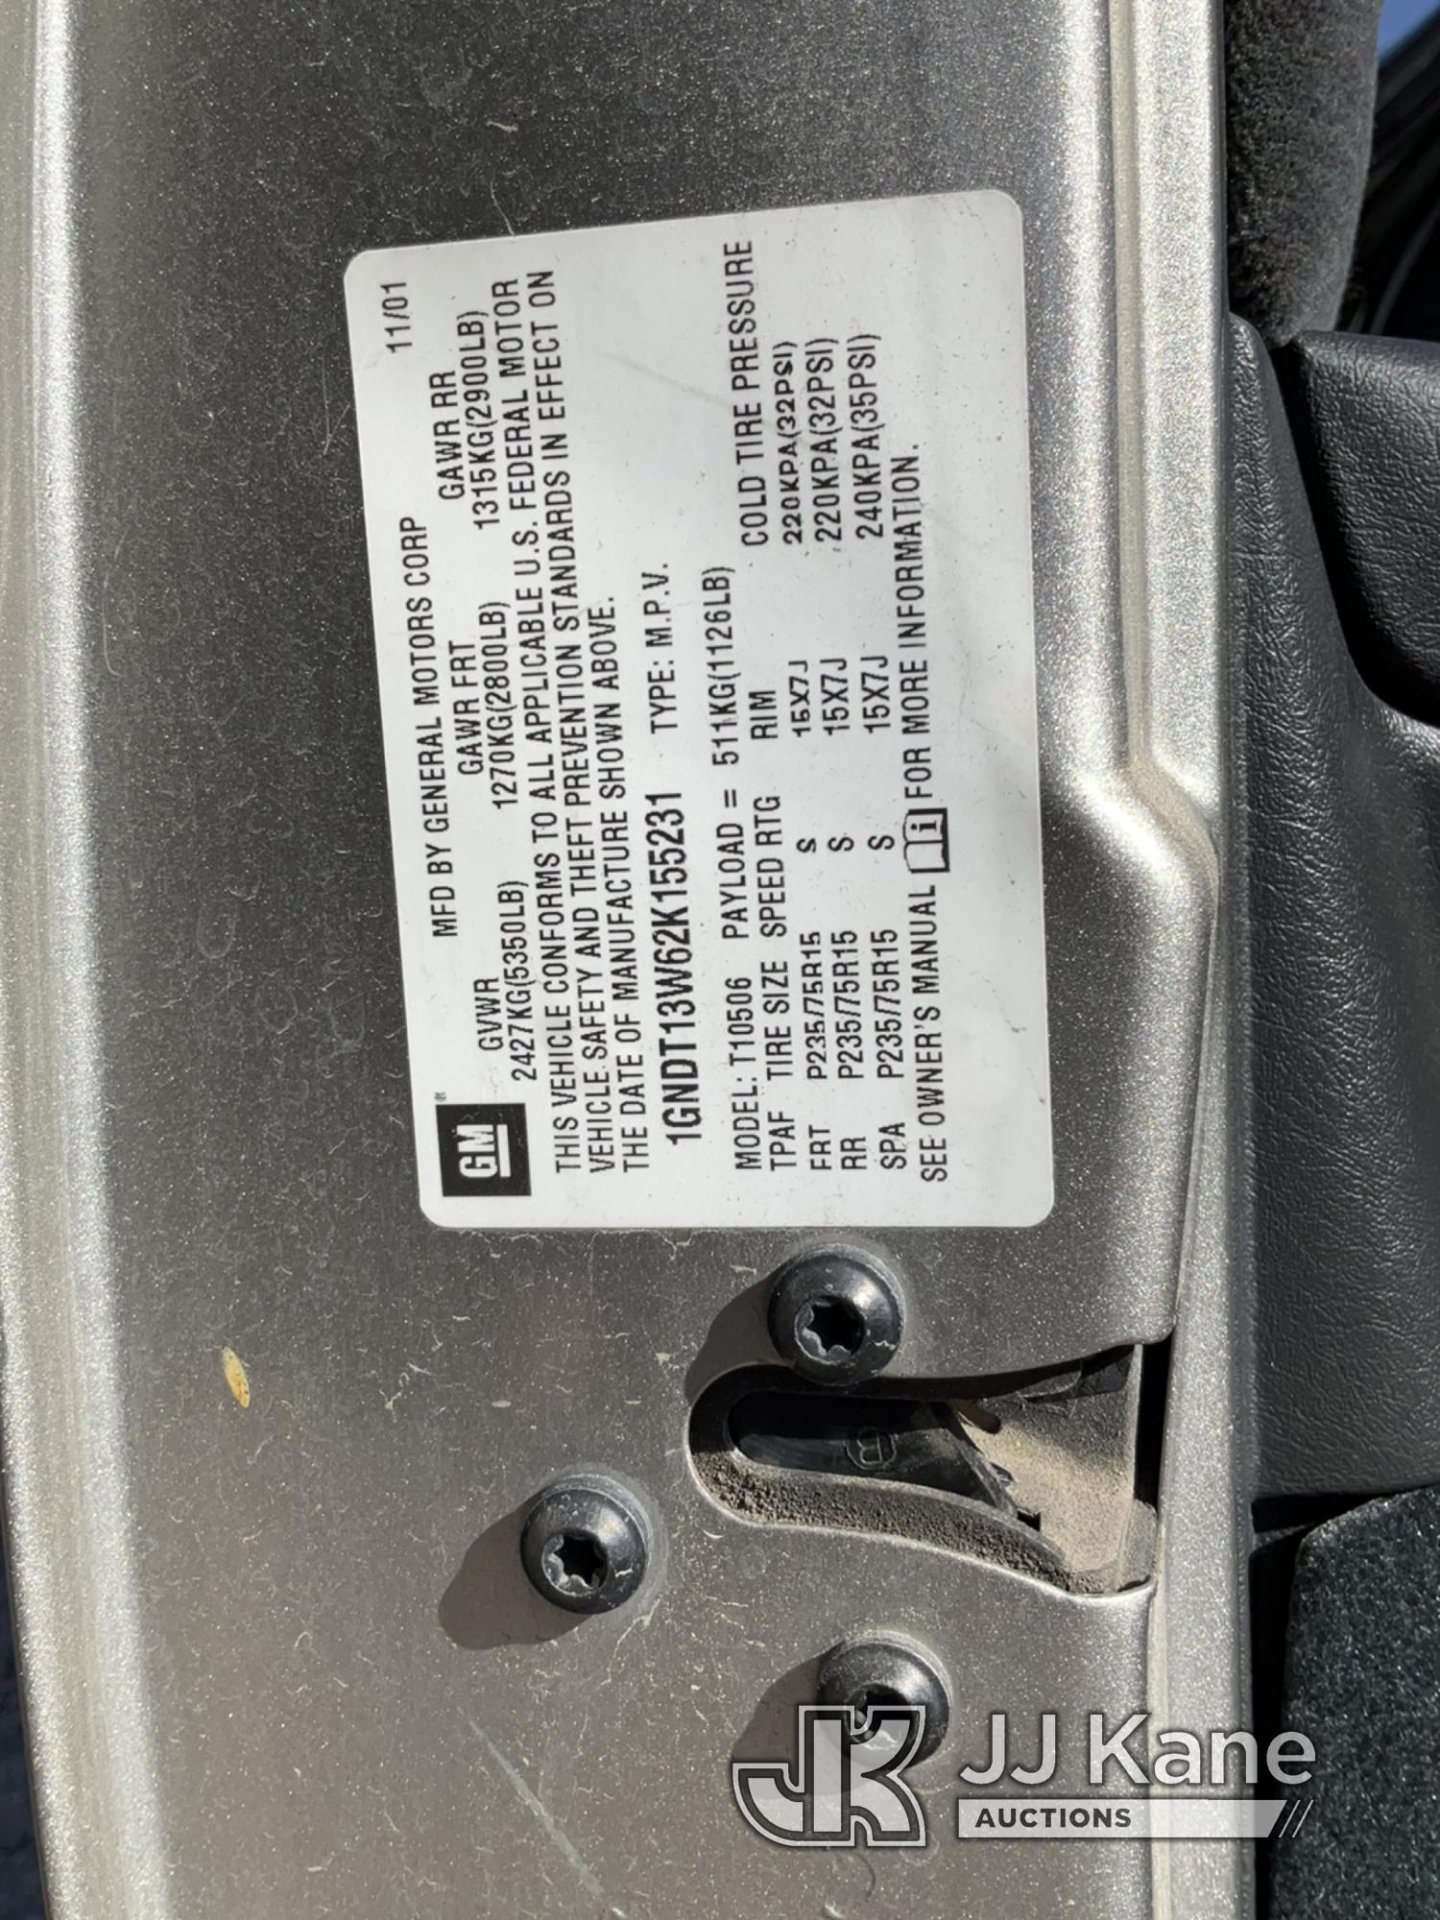 GM®
MFD BY GENERAL MOTORS CORP 11/01
GVWR GAWR FRT GAWR RR
2427KG(5350LB) 1270KG(2800LB) 1315KG(2900LB)
THIS VEHICLE CONFORMS TO ALL APPLICABLE U.S. FEDERAL MOTOR
VEHICLE SAFETY AND THEFT PREVENTION STANDARDS IN EFFECT ON
THE DATE OF MANUFACTURE SHOWN ABOVE.
1GNDT13W62K155231 TYPE: M.P.V.
MODEL: T10506 PAYLOAD = 511KG(1126LB)
TPAF TIRE SIZE SPEED RTG RIM COLD TIRE PRESSURE
FRT P235/75R15 S 15X7J 220KPA(32PSI)
RR P235/75R15 S 15X7J 220KPA(32PSI)
SPA P235/75R15 S 15X7J 240KPA(35PSI)
SEE OWNER'S MANUAL i FOR MORE INFORMATION.
JK JJ Kane
AUCTIONS